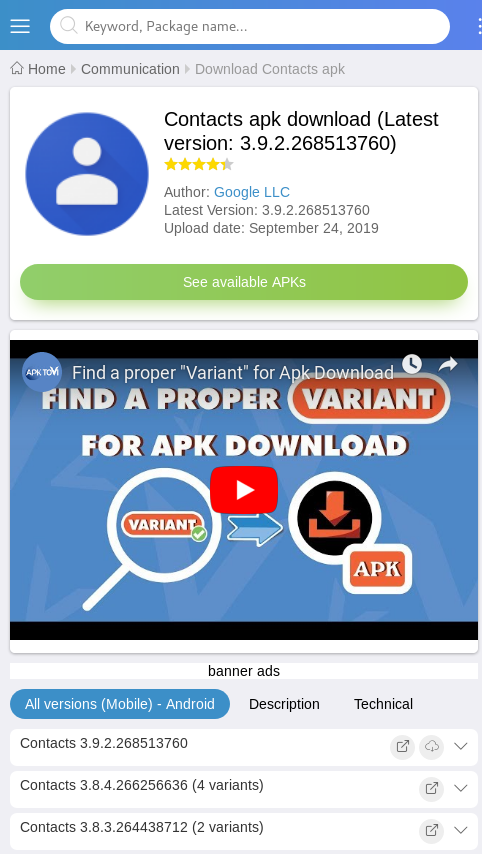 Keyword, Package name...
Home Communication Download Contacts apk
Contacts apk download (Latest
version: 3.9.2.268513760)
Author: Google LLC
Latest Version: 3.9.2.268513760
Upload date: September 24, 2019
See available APKs
Find a proper "Variant" for Apk Download
FIND A PROPER VARIANT
FOR APK DOWNLOAD
VARIANT
APK
banner ads
All versions (Mobile) - Android Description Technical
Contacts 3.9.2.268513760
Contacts 3.8.4.266256636 (4 variants)
Contacts 3.8.3.264438712 (2 variants)